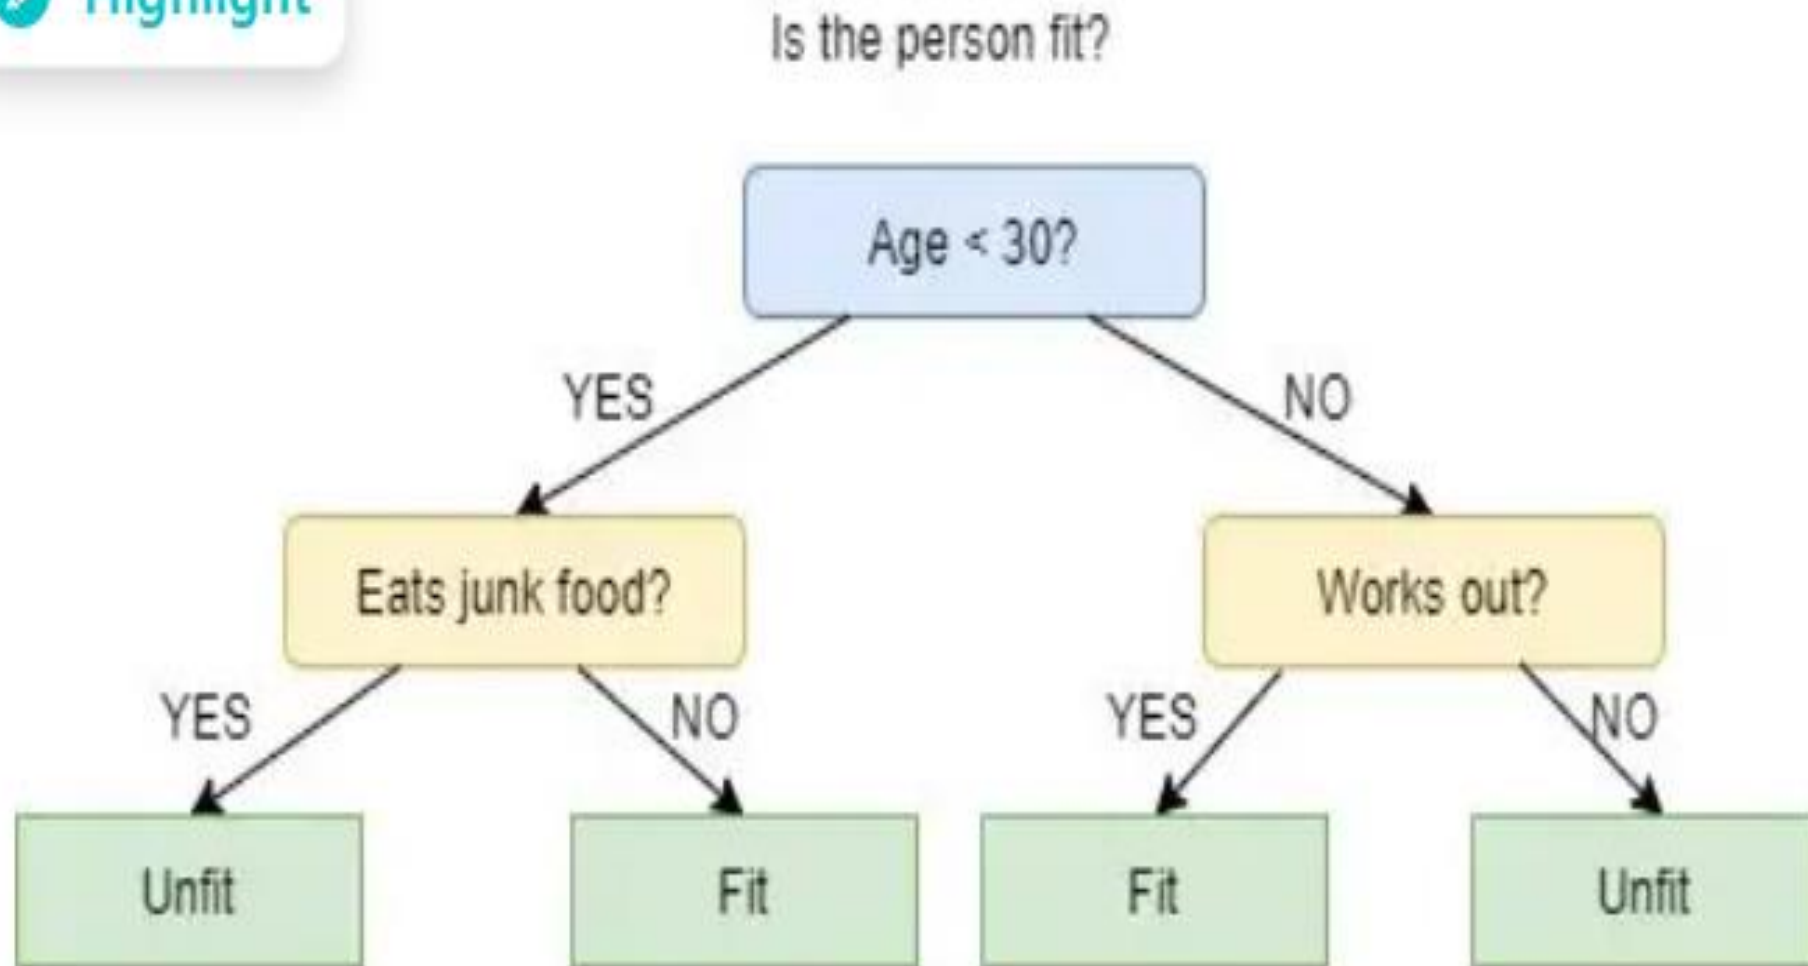 Highlight
Is the person fit?
Age < 30?
YES
NO
Eats junk food?
Works out?
YES
NO
YES
NO
Unfit
Fit
Fit
Unfit